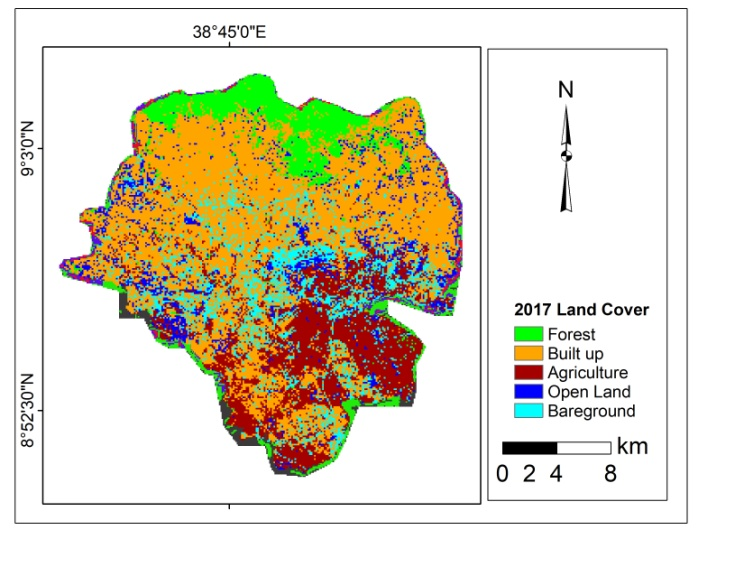 38°45'0"E
9°3'0"N
8°52'30"N
N
2017 Land Cover
Forest
Built up
Agriculture
Open Land
Bareground
km
0 2 4 8